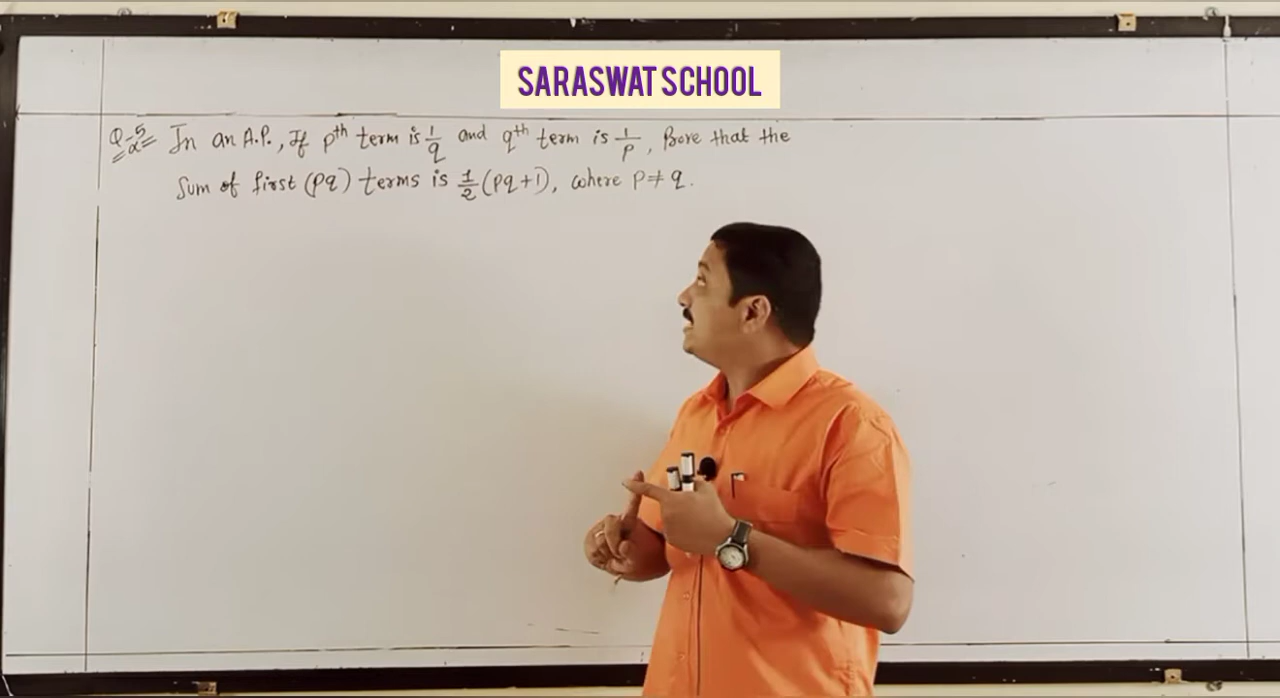 SARASWAT SCHOOL
Q-5 In an A.P., If pᵗʰ term is 1/q and qᵗʰ term is 1/p, Prove that the
Sum of first (pq) terms is 1/2 (pq+1), where p≠q.